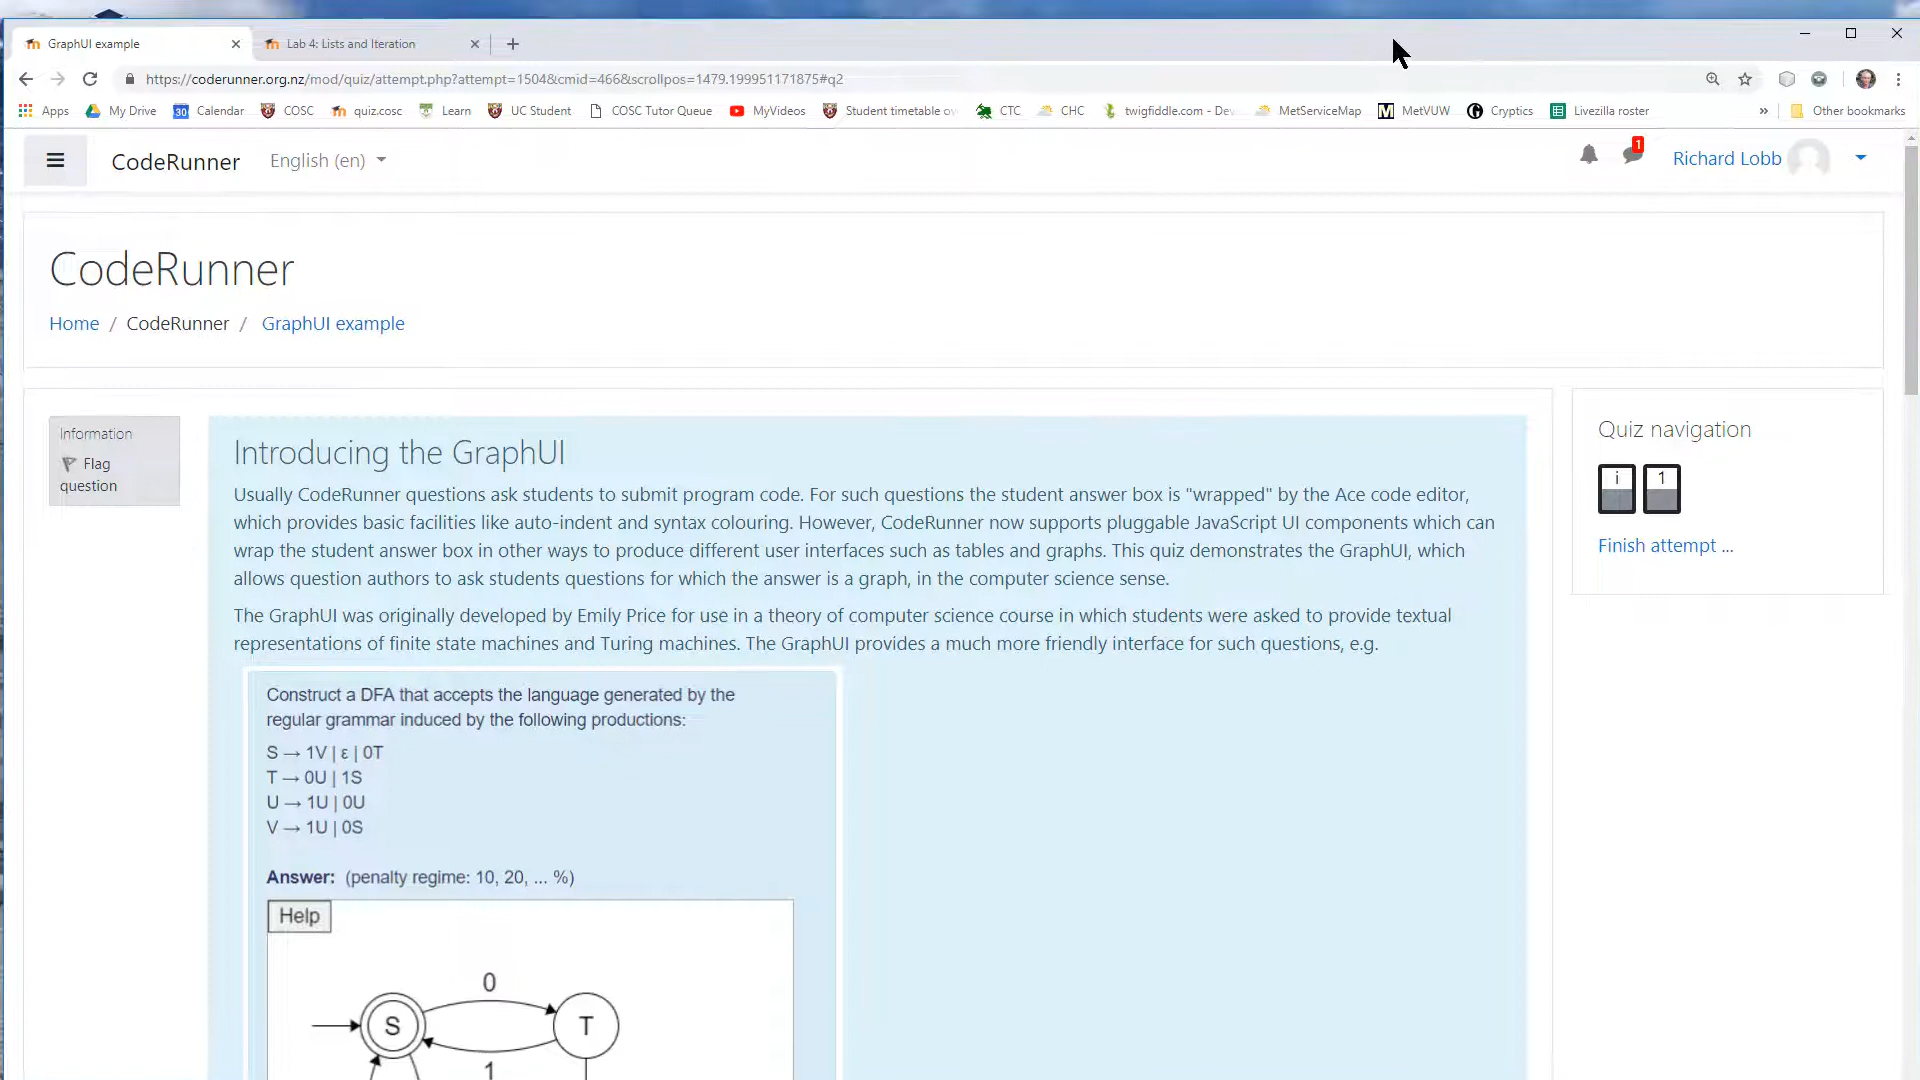 GraphUI example
Lab 4: Lists and Iteration
https://coderunner.org.nz/mod/quiz/attempt.php?attempt=1504&cmid=466&scrollpos=1479.199951171875#q2
Apps My Drive 30 Calendar COSC quiz.cosc Learn UC Student COSC Tutor Queue MyVideos Student timetable ov CTC CHC twigfiddle.com - Dev MetServiceMap M MetVUW Cryptics Livezilla roster » Other bookmarks
CodeRunner English (en) 1 Richard Lobb
CodeRunner
Home / CodeRunner / GraphUI example
Information
Flag
question
Introducing the GraphUI
Usually CodeRunner questions ask students to submit program code. For such questions the student answer box is "wrapped" by the Ace code editor,
which provides basic facilities like auto-indent and syntax colouring. However, CodeRunner now supports pluggable JavaScript UI components which can
wrap the student answer box in other ways to produce different user interfaces such as tables and graphs. This quiz demonstrates the GraphUI, which
allows question authors to ask students questions for which the answer is a graph, in the computer science sense.
The GraphUI was originally developed by Emily Price for use in a theory of computer science course in which students were asked to provide textual
representations of finite state machines and Turing machines. The GraphUI provides a much more friendly interface for such questions, e.g.
Construct a DFA that accepts the language generated by the
regular grammar induced by the following productions:
S → 1V | ε | 0T
T → 0U | 1S
U → 1U | 0U
V → 1U | 0S
Answer: (penalty regime: 10, 20, ... %)
Help
0
S
T
1
Quiz navigation
i 1
Finish attempt ...